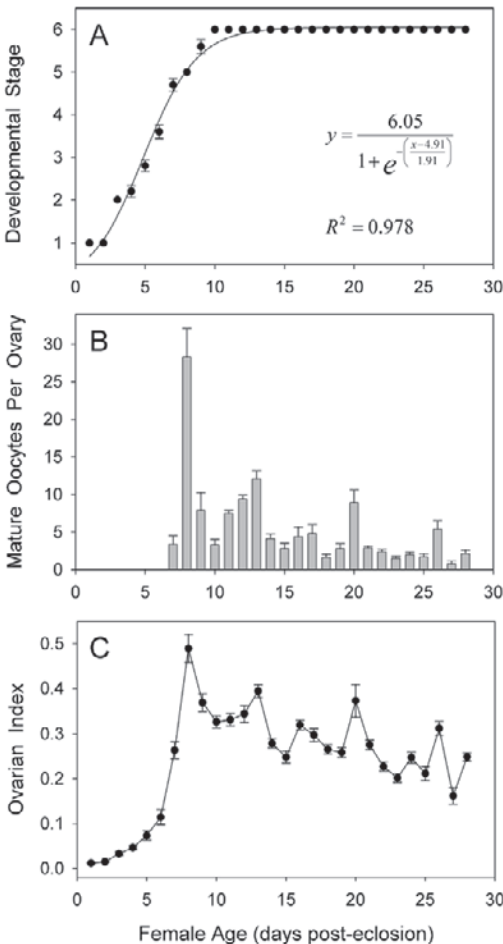 A
Developmental Stage
6
5
4
3
2
1
y = 6.05 / 1 + e^-((x−4.91)/1.91)
R² = 0.978
0 5 10 15 20 25 30
B
Mature Oocytes Per Ovary
30
25
20
15
10
5
0
0 5 10 15 20 25 30
C
Ovarian Index
0.5
0.4
0.3
0.2
0.1
0.0
0 5 10 15 20 25 30
Female Age (days post-eclosion)